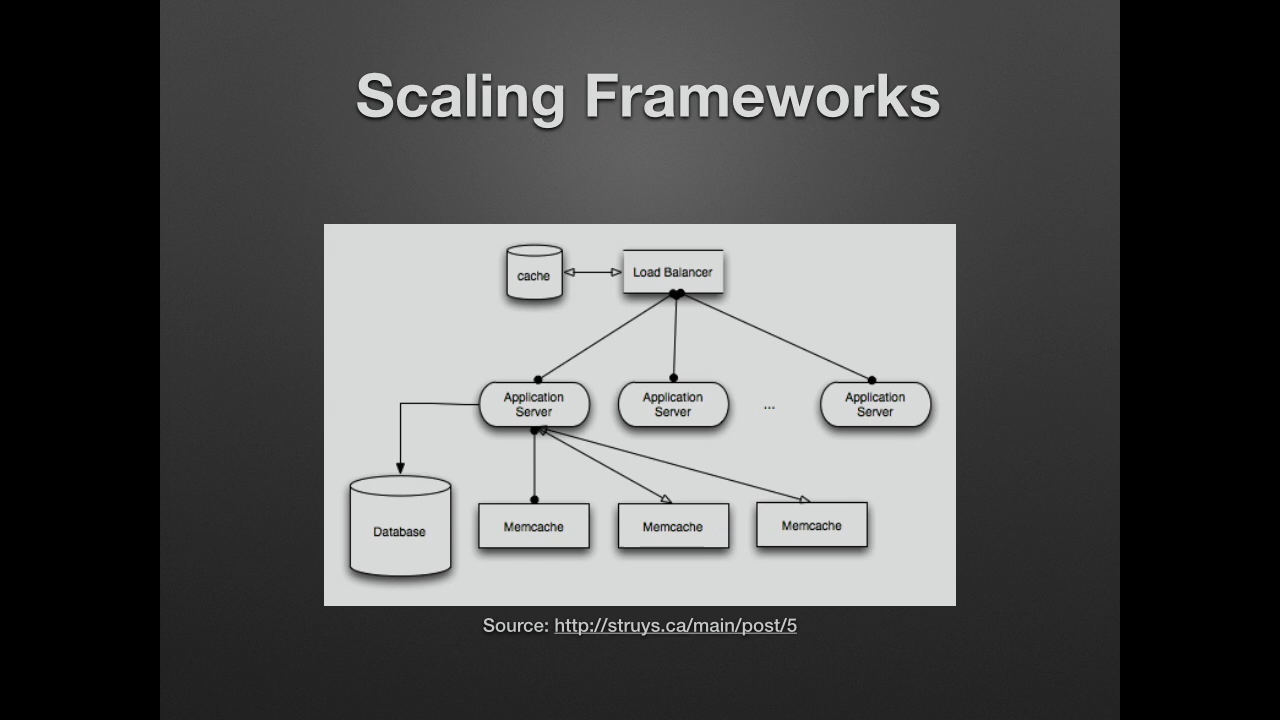 Scaling Frameworks
cache
Load Balancer
Application
Server
Application
Server
...
Application
Server
Database
Memcache
Memcache
Memcache
Source: http://struys.ca/main/post/5